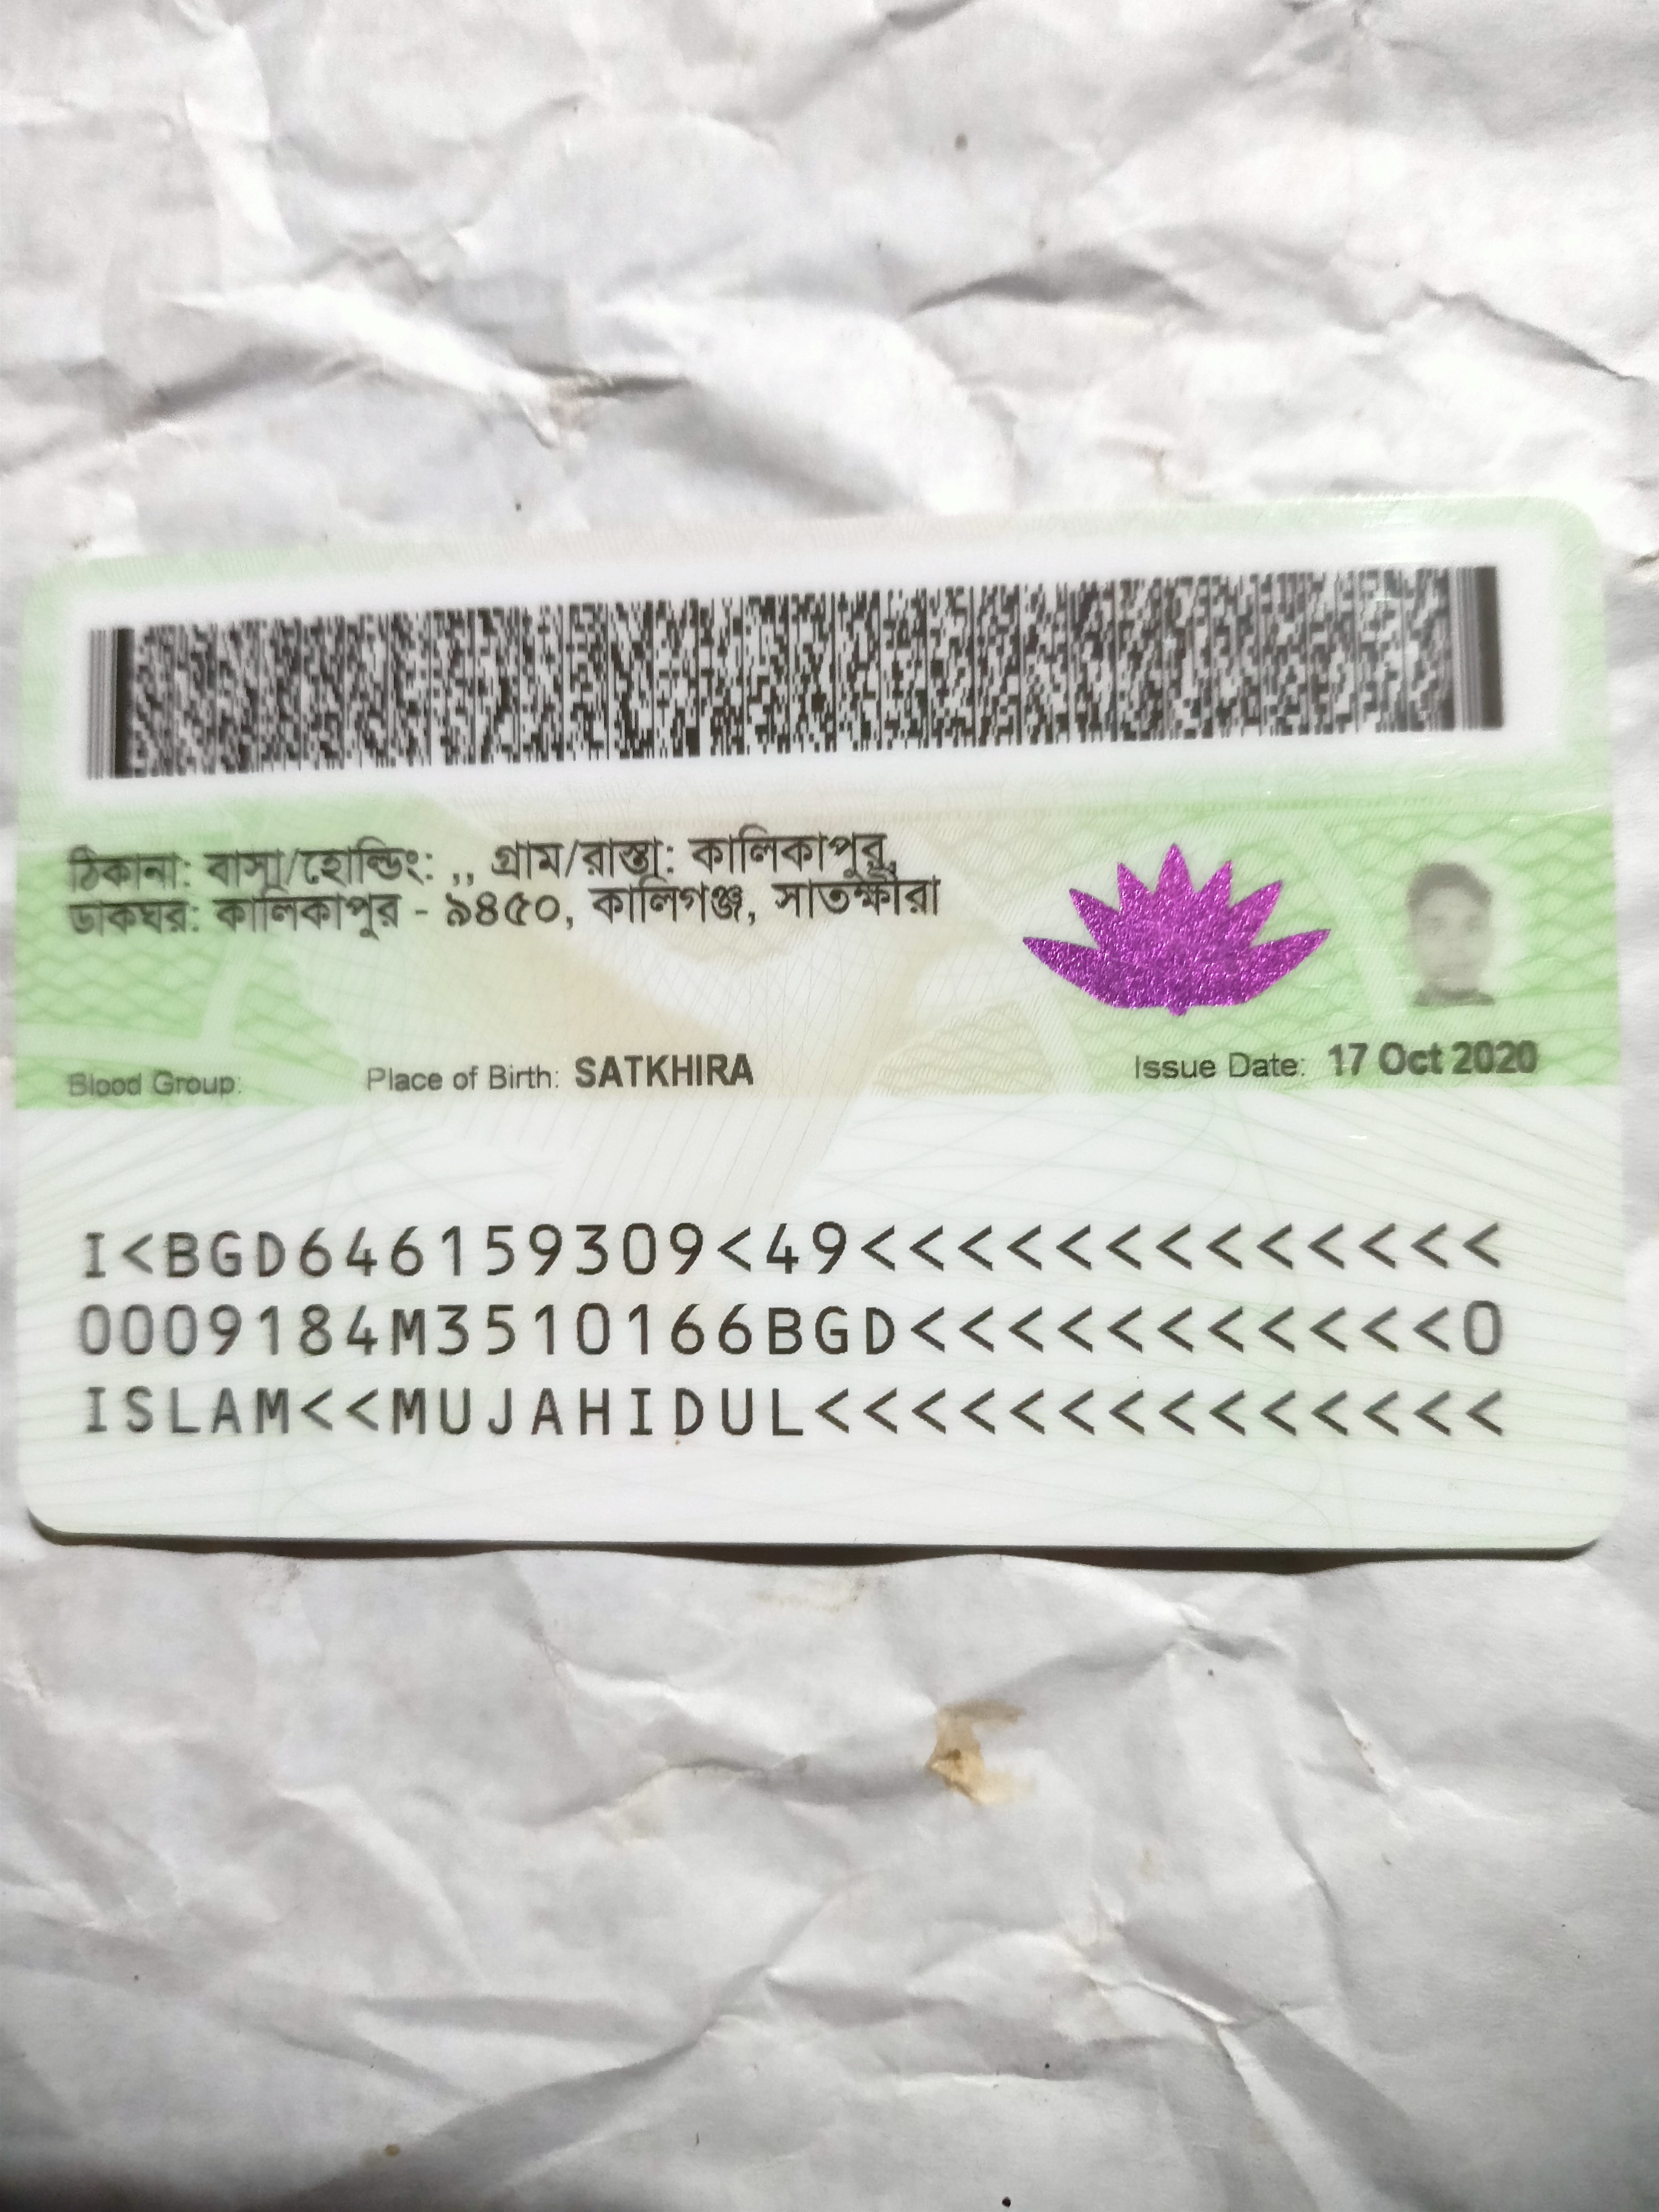 ঠিকানা: বাসা/হোল্ডিং: ,, গ্রাম/রাস্তা: কালিকাপুর,
ডাকঘর: কালিকাপুর - ৯৪৫০, কালিগঞ্জ, সাতক্ষীরা
Blood Group: Place of Birth: SATKHIRA Issue Date: 17 Oct 2020
I<BGD646159309<49<<<<<<<<<<<<<<
0009184M3510166BGD<<<<<<<<<<<0
ISLAM<<MUJAHIDUL<<<<<<<<<<<<<<